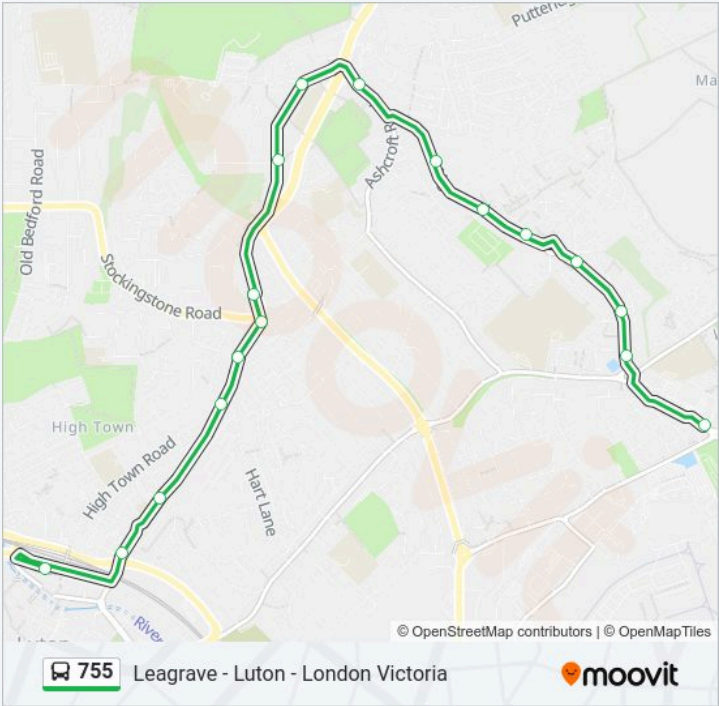 Putteridg
Ma
Old Bedford Road
Ashcroft R
Stockingstone Road
High Town
High Town Road
Hart Lane
River
Luton
© OpenStreetMap contributors | © OpenMapTiles
755 Leagrave - Luton - London Victoria
moovit